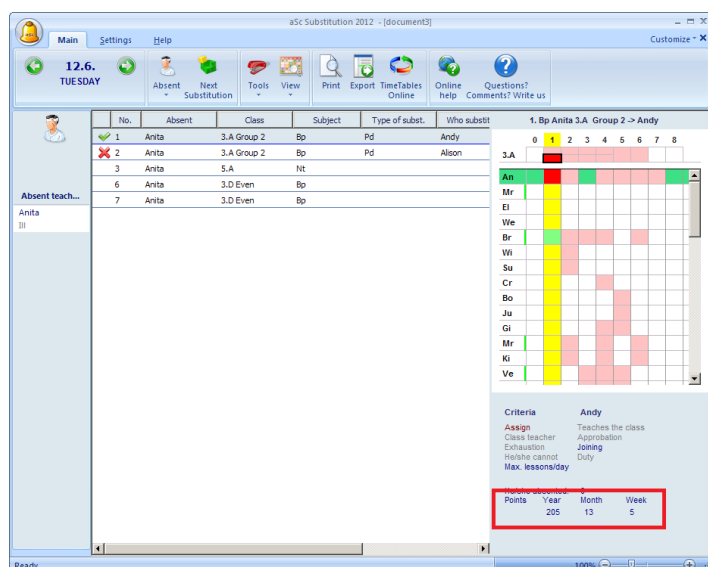 aSc Substitution 2012 - [document3]
Main Settings Help Customize
12.6.
TUESDAY
Absent
Next Substitution
Tools
View
Print
Export
TimeTables Online
Online help
Questions? Comments? Write us
Absent teach...
Anita
Ill
No. Absent Class Subject Type of subst. Who substit
1 Anita 3.A Group 2 Bp Pd Andy
2 Anita 3.A Group 2 Bp Pd Alison
3 Anita 5.A Nt
6 Anita 3.D Even Bp
7 Anita 3.D Even Bp
1. Bp Anita 3.A Group 2 -> Andy
0 1 2 3 4 5 6 7 8
3.A
An
Mr
El
We
Br
Wi
Su
Cr
Bo
Ju
Gi
Mr
Ki
Ve
Criteria Andy
Assign Teaches the class
Class teacher Approbation
Exhaustion Joining
He/she cannot Duty
Max. lessons/day
Points Year Month Week
205 13 5
Ready
100%